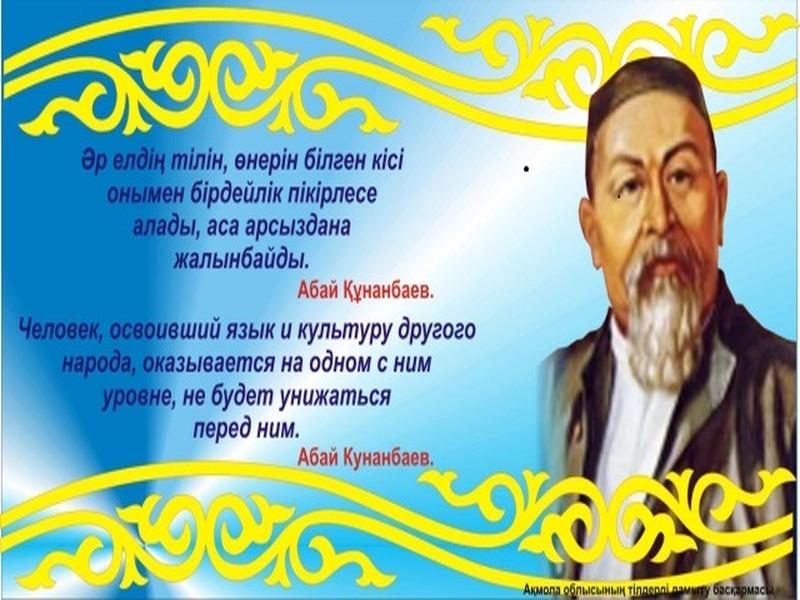 Әр елдің тілін, өнерін білген кісі
онымен бірдейлік пікірлесе
алады, аса арсыздана
жалынбайды.
Абай Құнанбаев.
Человек, освоивший язык и культуру другого
народа, оказывается на одном с ним
уровне, не будет унижаться
перед ним.
Абай Кунанбаев.
Ақмола облысының тілдерді дамыту басқармасы